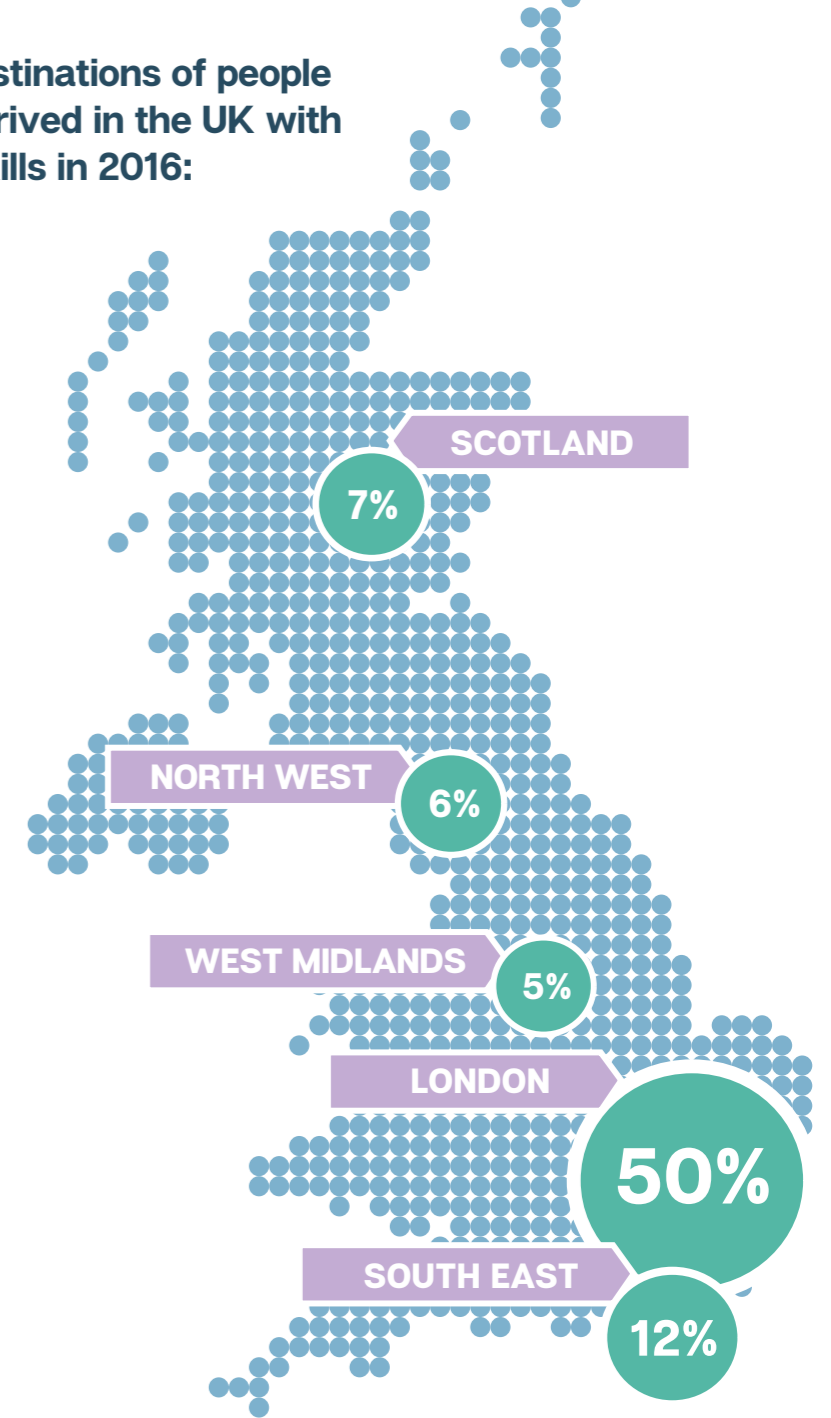 stinations of people
rived in the UK with
ills in 2016:
SCOTLAND
7%
NORTH WEST
6%
WEST MIDLANDS
5%
LONDON
50%
SOUTH EAST
12%